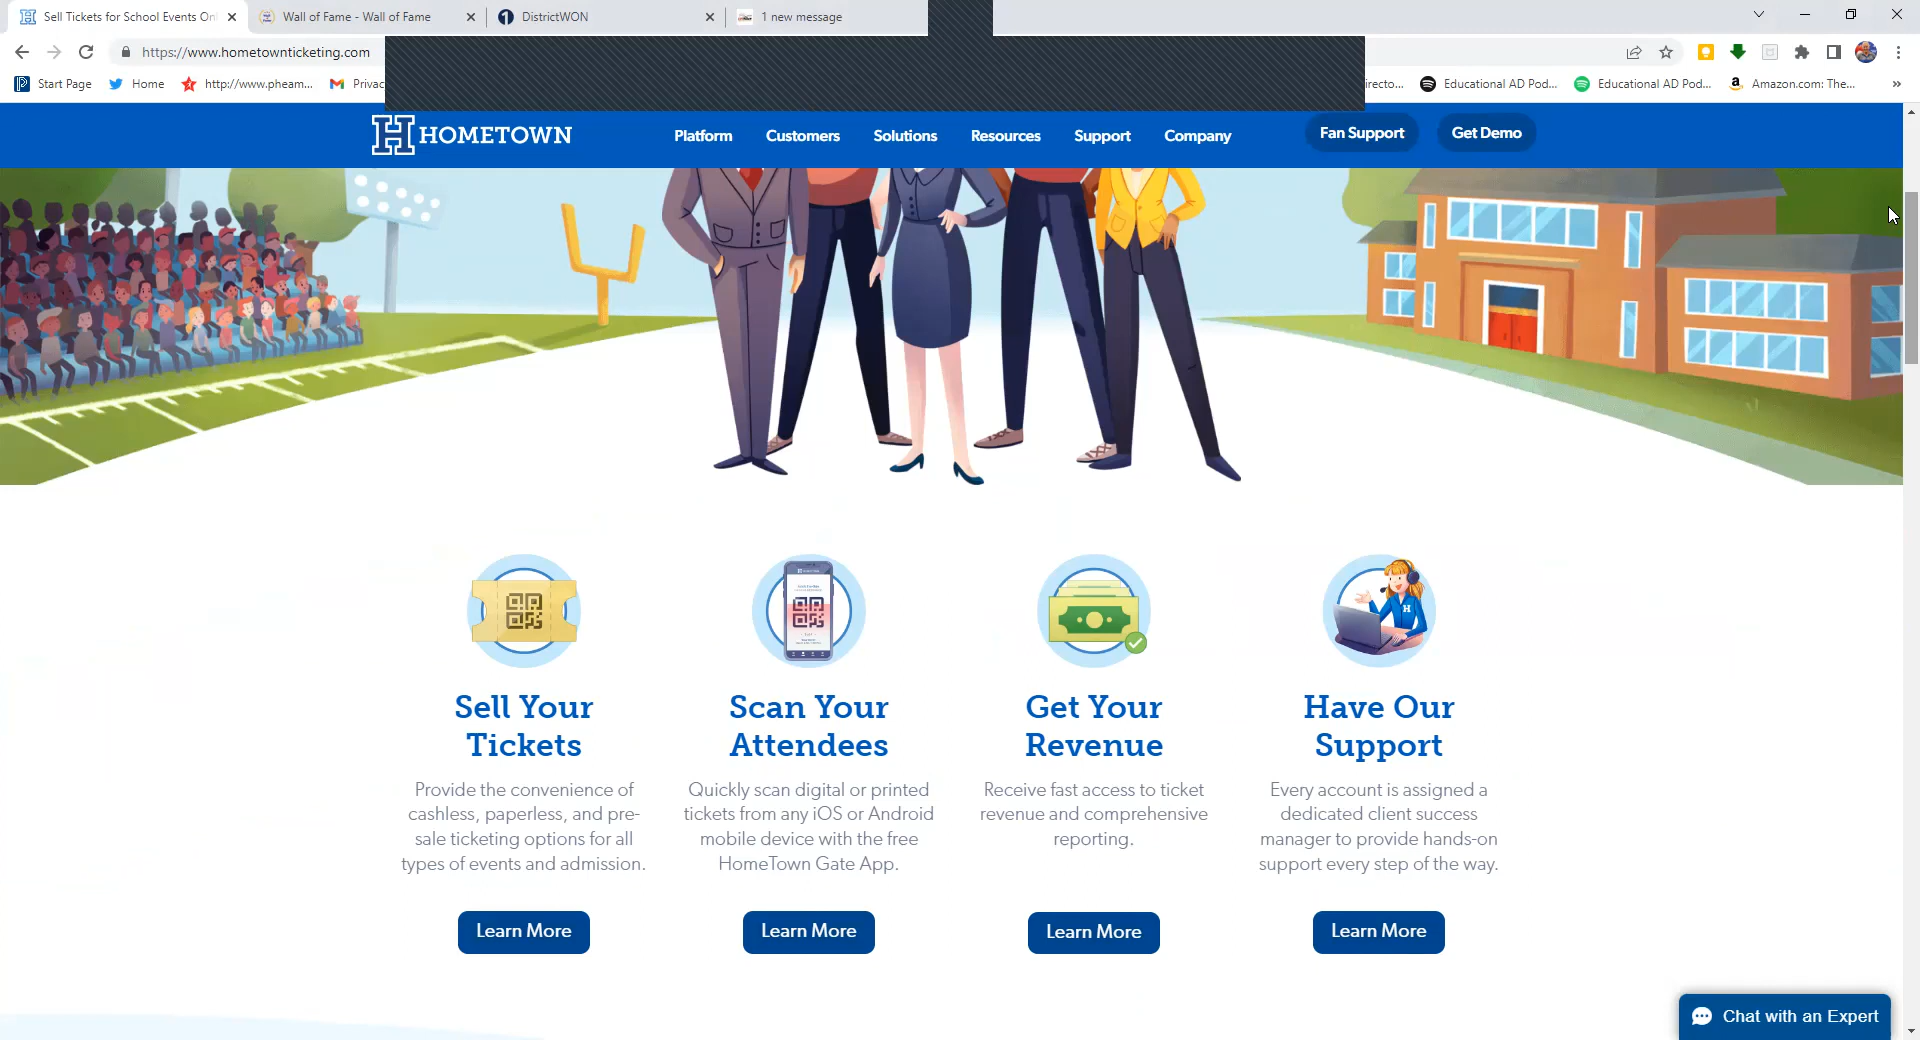 Sell Tickets for School Events Onl
Wall of Fame - Wall of Fame
DistrictWON
1 new message
https://www.hometownticketing.com
Start Page
Home
http://www.pheam...
Privac
irecto...
Educational AD Pod...
Educational AD Pod...
Amazon.com: The...
HOMETOWN
Platform
Customers
Solutions
Resources
Support
Company
Fan Support
Get Demo
Sell Your
Tickets
Provide the convenience of
cashless, paperless, and pre-
sale ticketing options for all
types of events and admission.
Learn More
Scan Your
Attendees
Quickly scan digital or printed
tickets from any iOS or Android
mobile device with the free
HomeTown Gate App.
Learn More
Get Your
Revenue
Receive fast access to ticket
revenue and comprehensive
reporting.
Learn More
Have Our
Support
Every account is assigned a
dedicated client success
manager to provide hands-on
support every step of the way.
Learn More
Chat with an Expert